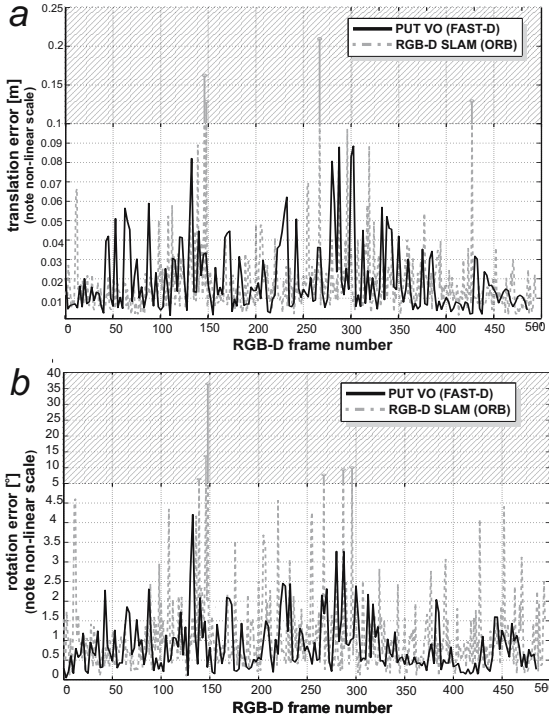 a
0.25
0.2
0.15
0.1
0.09
0.08
0.07
0.06
0.05
0.04
0.03
0.02
0.01
translation error [m]
(note non-linear scale)
PUT VO (FAST-D)
RGB-D SLAM (ORB)
0 50 100 150 200 250 300 350 400 450 500
RGB-D frame number
b
40
35
30
25
20
15
10
5
4.5
4
3.5
3
2.5
2
1.5
1
0.5
0
rotation error [°]
(note non-linear scale)
PUT VO (FAST-D)
RGB-D SLAM (ORB)
0 50 100 150 200 250 300 350 400 450 500
RGB-D frame number